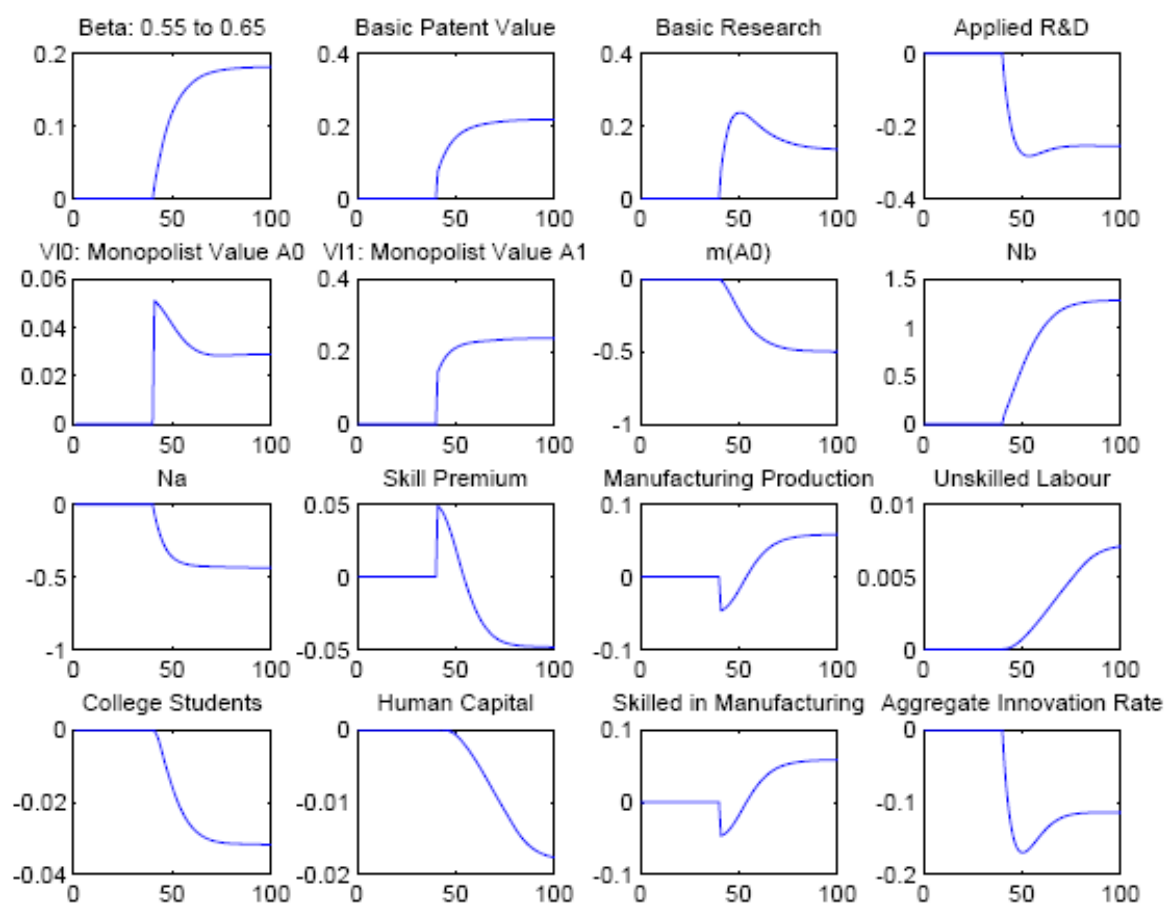 Beta: 0.55 to 0.65 Basic Patent Value Basic Research Applied R&D
0.2 0.4 0.4 0
0.1 0.2 0.2 -0.2
0 0 0 -0.4
0 50 100 0 50 100 0 50 100 0 50 100
VI0: Monopolist Value A0 VI1: Monopolist Value A1 m(A0) Nb
0.06 0.4 0 1.5
0.04 0.2 -0.5 1
0.02 0.5
0 0 -1 0
0 50 100 0 50 100 0 50 100 0 50 100
Na Skill Premium Manufacturing Production Unskilled Labour
0 0.05 0.1 0.01
-0.5 0 0 0.005
-1 -0.05 -0.1 0
0 50 100 0 50 100 0 50 100 0 50 100
College Students Human Capital Skilled in Manufacturing Aggregate Innovation Rate
0 0 0.1 0
-0.02 -0.01 0 -0.1
-0.04 -0.02 -0.1 -0.2
0 50 100 0 50 100 0 50 100 0 50 100